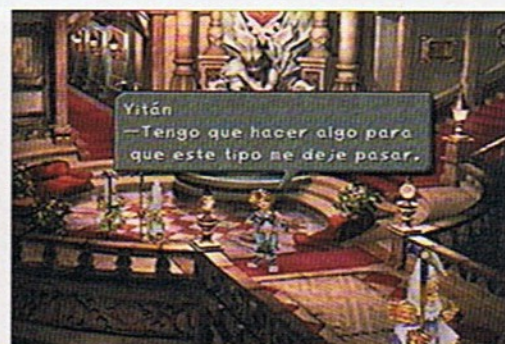 Yitán
—Tengo que hacer algo para
que este tipo me deje pasar.